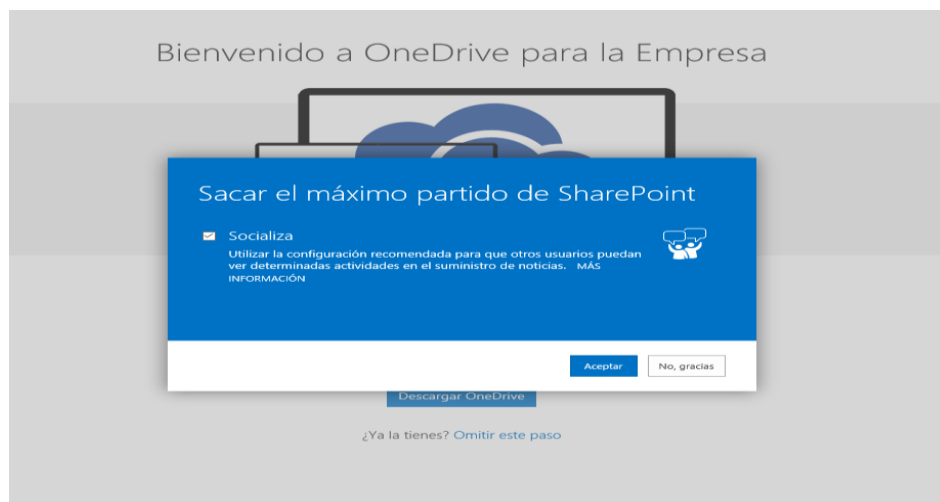 Bienvenido a OneDrive para la Empresa
Sacar el máximo partido de SharePoint
Socializa
Utilizar la configuración recomendada para que otros usuarios puedan
ver determinadas actividades en el suministro de noticias. MÁS
INFORMACIÓN
Aceptar
No, gracias
Descargar OneDrive
¿Ya la tienes? Omitir este paso